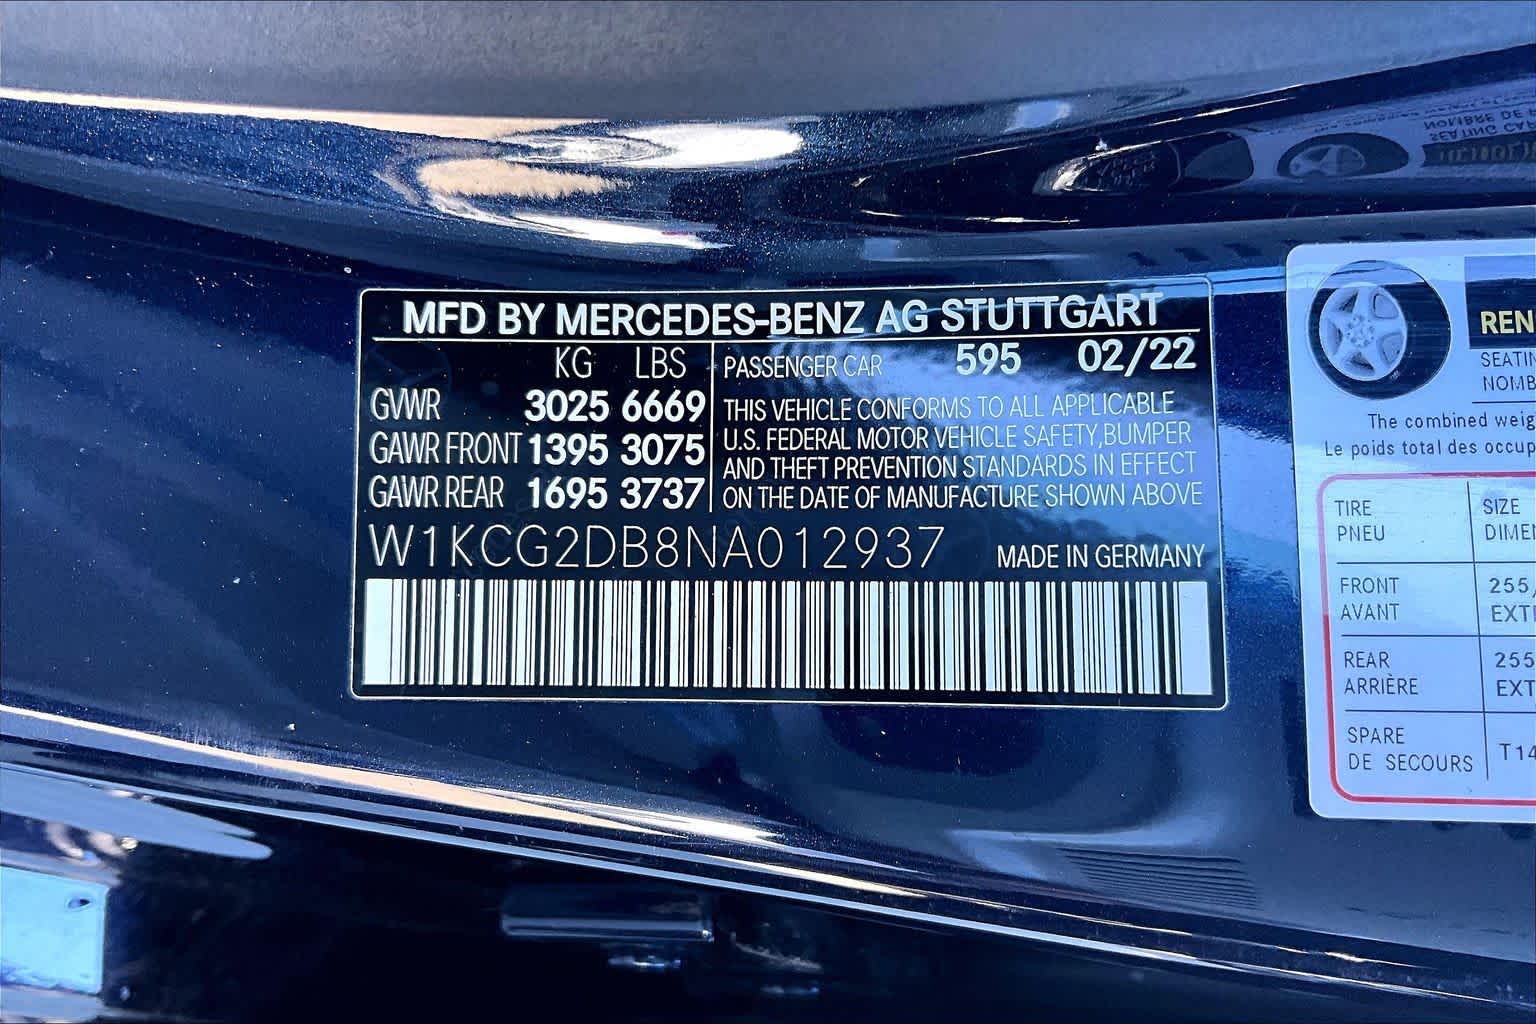 MFD BY MERCEDES-BENZ AG STUTTGART
KG LBS
GVWR 3025 6669
GAWR FRONT 1395 3075
GAWR REAR 1695 3737
PASSENGER CAR 595 02/22
THIS VEHICLE CONFORMS TO ALL APPLICABLE
U.S. FEDERAL MOTOR VEHICLE SAFETY,BUMPER
AND THEFT PREVENTION STANDARDS IN EFFECT
ON THE DATE OF MANUFACTURE SHOWN ABOVE
W1KCG2DB8NA012937
MADE IN GERMANY
The combined
Le poids total des
TIRE SIZE
PNEU
FRONT 255/
AVANT
REAR 255
ARRIÈRE
SPARE
DE SECOURS